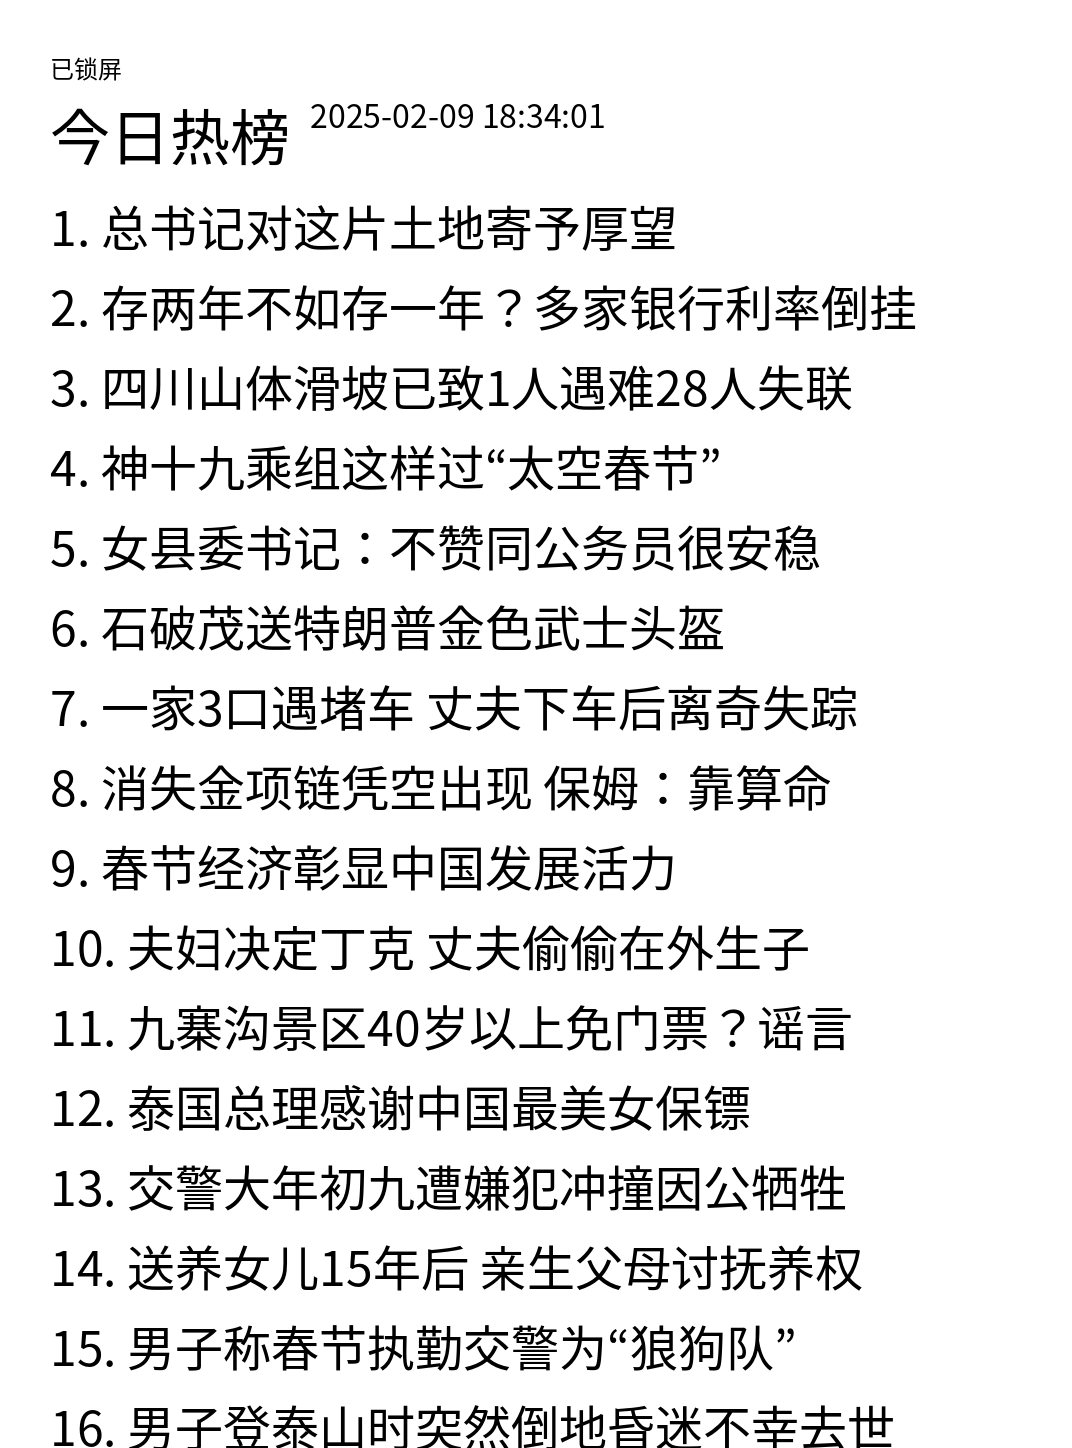 已锁屏
今日热榜 2025-02-09 18:34:01
1. 总书记对这片土地寄予厚望
2. 存两年不如存一年？多家银行利率倒挂
3. 四川山体滑坡已致1人遇难28人失联
4. 神十九乘组这样过“太空春节”
5. 女县委书记：不赞同公务员很安稳
6. 石破茂送特朗普金色武士头盔
7. 一家3口遇堵车 丈夫下车后离奇失踪
8. 消失金项链凭空出现 保姆：靠算命
9. 春节经济彰显中国发展活力
10. 夫妇决定丁克 丈夫偷偷在外生子
11. 九寨沟景区40岁以上免门票？谣言
12. 泰国总理感谢中国最美女保镖
13. 交警大年初九遭嫌犯冲撞因公牺牲
14. 送养女儿15年后 亲生父母讨抚养权
15. 男子称春节执勤交警为“狼狗队”
16. 男子登泰山时突然倒地昏迷不幸去世